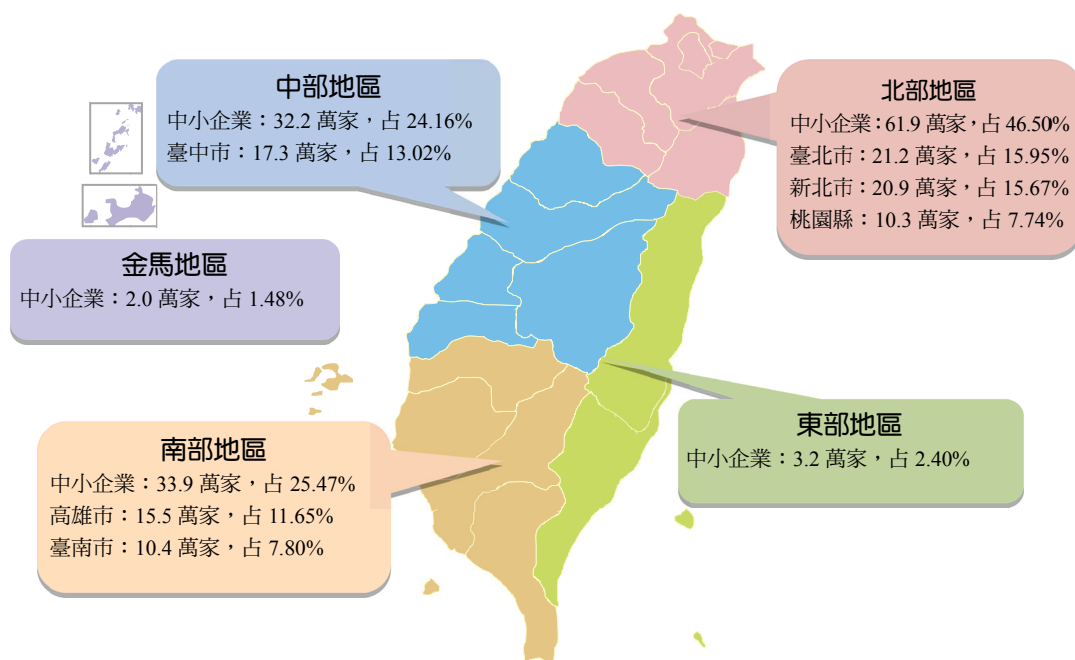 中部地區
中小企業：32.2 萬家，占 24.16%
臺中市：17.3 萬家，占 13.02%
北部地區
中小企業：61.9 萬家，占 46.50%
臺北市：21.2 萬家，占 15.95%
新北市：20.9 萬家，占 15.67%
桃園縣：10.3 萬家，占 7.74%
金馬地區
中小企業：2.0 萬家，占 1.48%
南部地區
中小企業：33.9 萬家，占 25.47%
高雄市：15.5 萬家，占 11.65%
臺南市：10.4 萬家，占 7.80%
東部地區
中小企業：3.2 萬家，占 2.40%